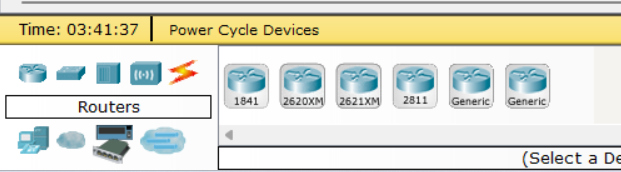 Time: 03:41:37 Power Cycle Devices
Routers
1841 2620XM 2621XM 2811 Generic Generic
(Select a De